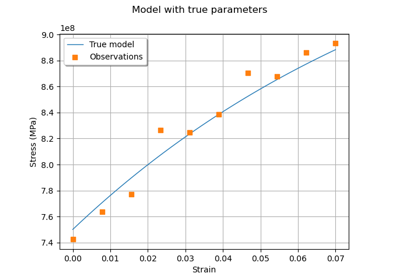 Model with true parameters
1e8
9.0
8.8
8.6
8.4
8.2
8.0
7.8
7.6
7.4
Stress (MPa)
True model
Observations
0.00 0.01 0.02 0.03 0.04 0.05 0.06 0.07
Strain